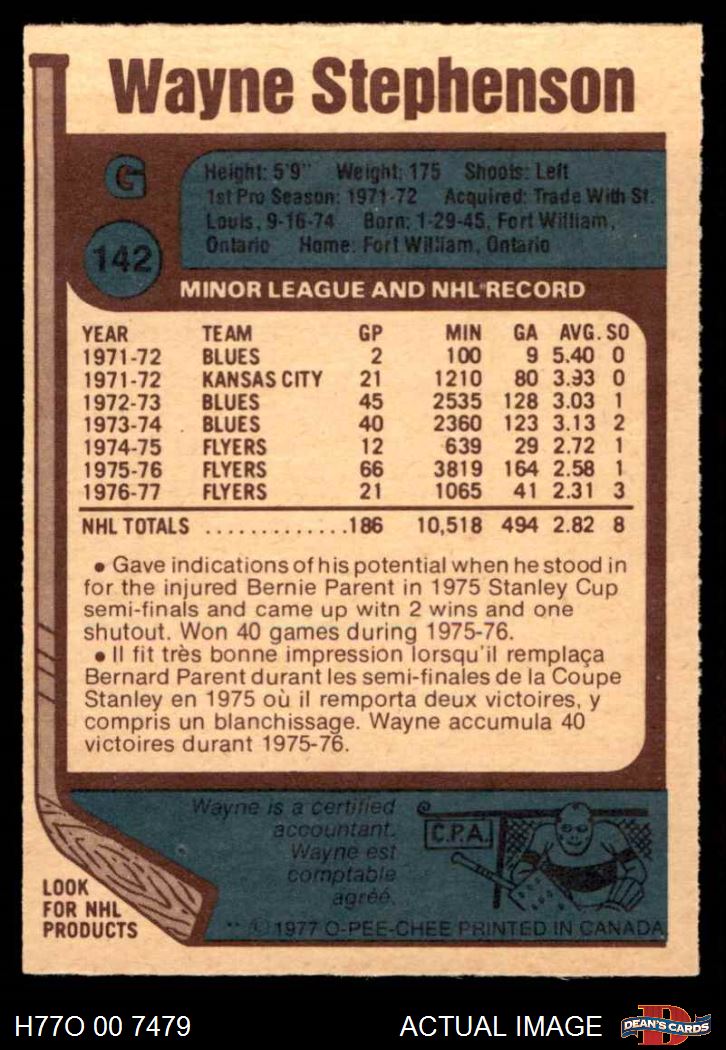 Wayne Stephenson
G
142
Height: 5'9" Weight: 175 Shoots: Left
1st Pro Season: 1971-72 Acquired: Trade With St.
Louis, 9-16-74 Born: 1-29-45, Fort William,
Ontario Home: Fort William, Ontario
MINOR LEAGUE AND NHL RECORD
YEAR TEAM GP MIN GA AVG. SO
1971-72 BLUES 2 100 9 5.40 0
1971-72 KANSAS CITY 21 1210 80 3.93 0
1972-73 BLUES 45 2535 128 3.03 1
1973-74 BLUES 40 2360 123 3.13 2
1974-75 FLYERS 12 639 29 2.72 1
1975-76 FLYERS 66 3819 164 2.58 1
1976-77 FLYERS 21 1065 41 2.31 3
NHL TOTALS .............186 10,518 494 2.82 8
• Gave indications of his potential when he stood in
for the injured Bernie Parent in 1975 Stanley Cup
semi-finals and came up witn 2 wins and one
shutout. Won 40 games during 1975-76.
• Il fit très bonne impression lorsqu'il remplaça
Bernard Parent durant les semi-finales de la Coupe
Stanley en 1975 où il remporta deux victoires, y
compris un blanchissage. Wayne accumula 40
victoires durant 1975-76.
Wayne is a certified
accountant.
Wayne est
comptable
agréé.
C.P.A.
LOOK
FOR NHL
PRODUCTS
** © 1977 O-PEE-CHEE PRINTED IN CANADA
H77O 00 7479 ACTUAL IMAGE
D
DEAN'S CARDS